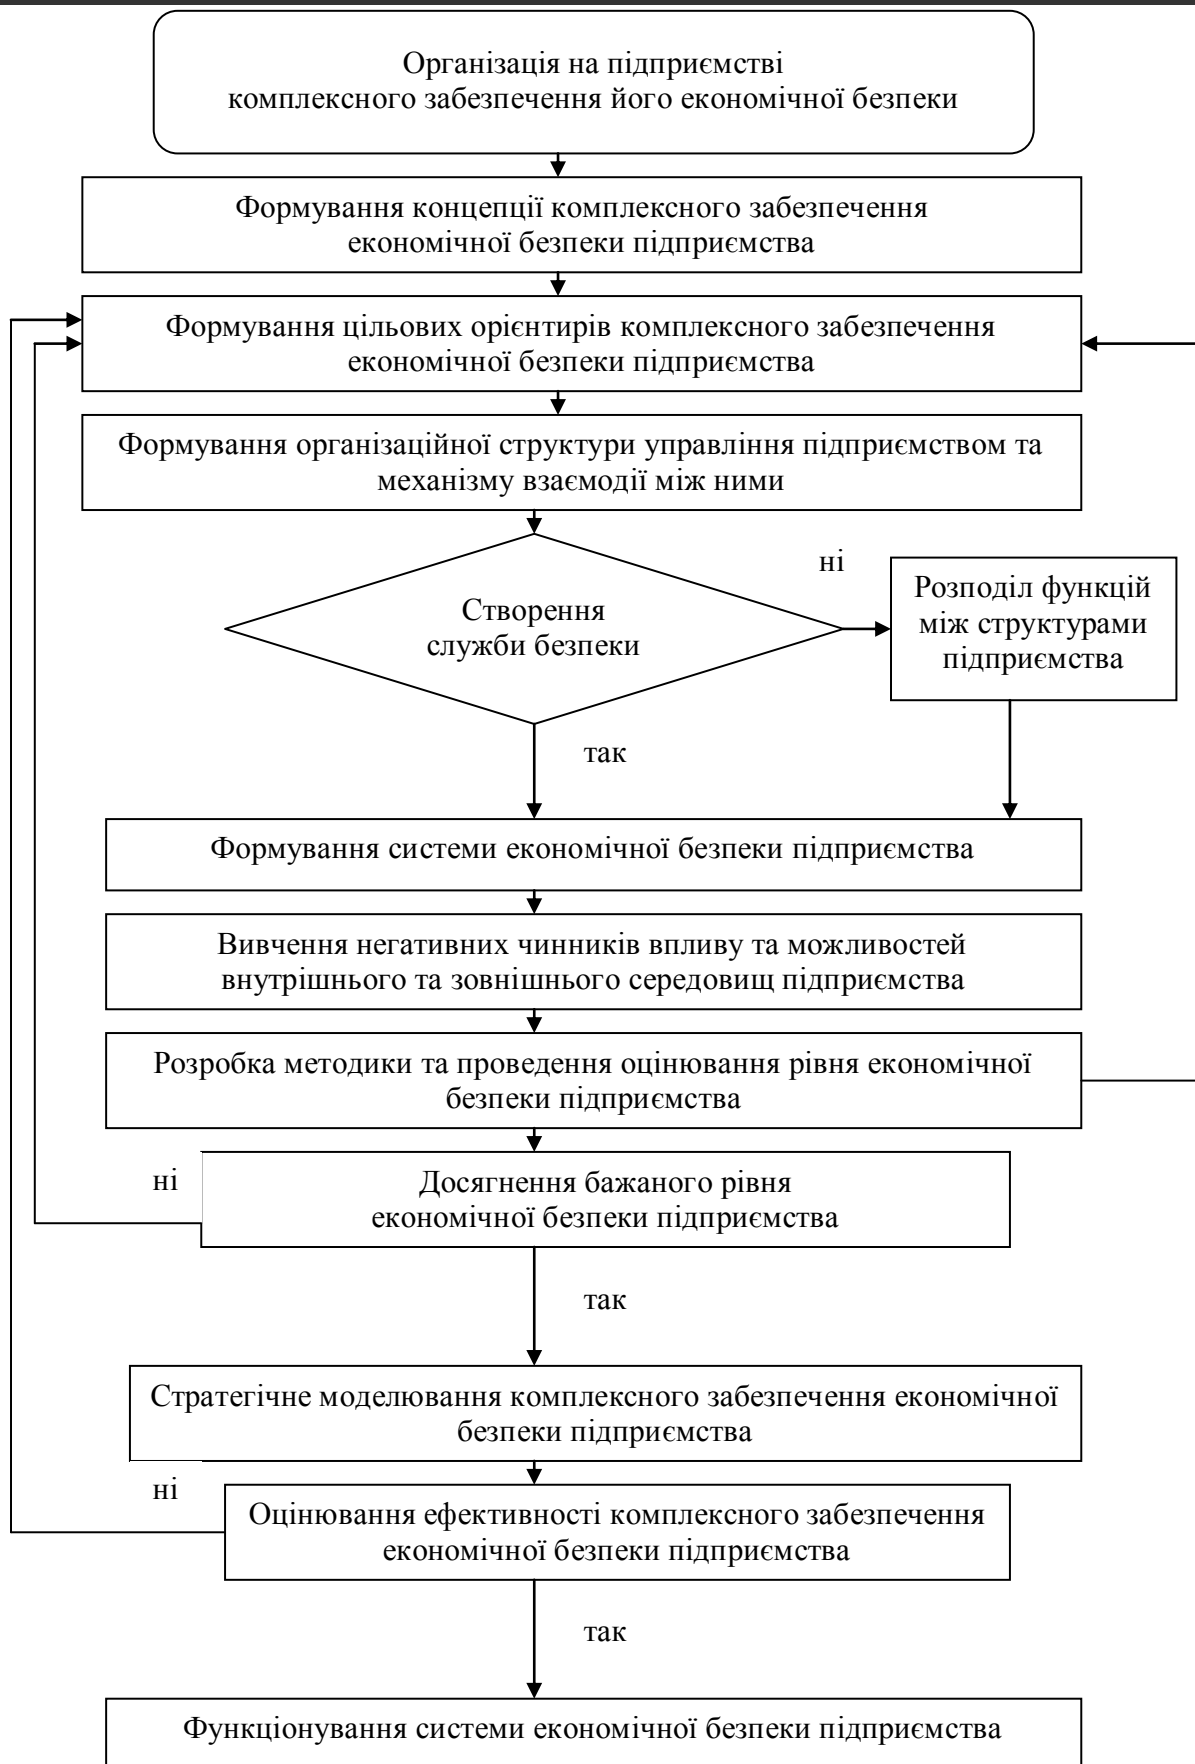 Організація на підприємстві
комплексного забезпечення його економічної безпеки
Формування концепції комплексного забезпечення
економічної безпеки підприємства
Формування цільових орієнтирів комплексного забезпечення
економічної безпеки підприємства
Формування організаційної структури управління підприємством та
механізму взаємодії між ними
ні
Створення
служби безпеки
Розподіл функцій
між структурами
підприємства
так
Формування системи економічної безпеки підприємства
Вивчення негативних чинників впливу та можливостей
внутрішнього та зовнішнього середовищ підприємства
Розробка методики та проведення оцінювання рівня економічної
безпеки підприємства
ні
Досягнення бажаного рівня
економічної безпеки підприємства
так
Стратегічне моделювання комплексного забезпечення економічної
безпеки підприємства
ні
Оцінювання ефективності комплексного забезпечення
економічної безпеки підприємства
так
Функціонування системи економічної безпеки підприємства